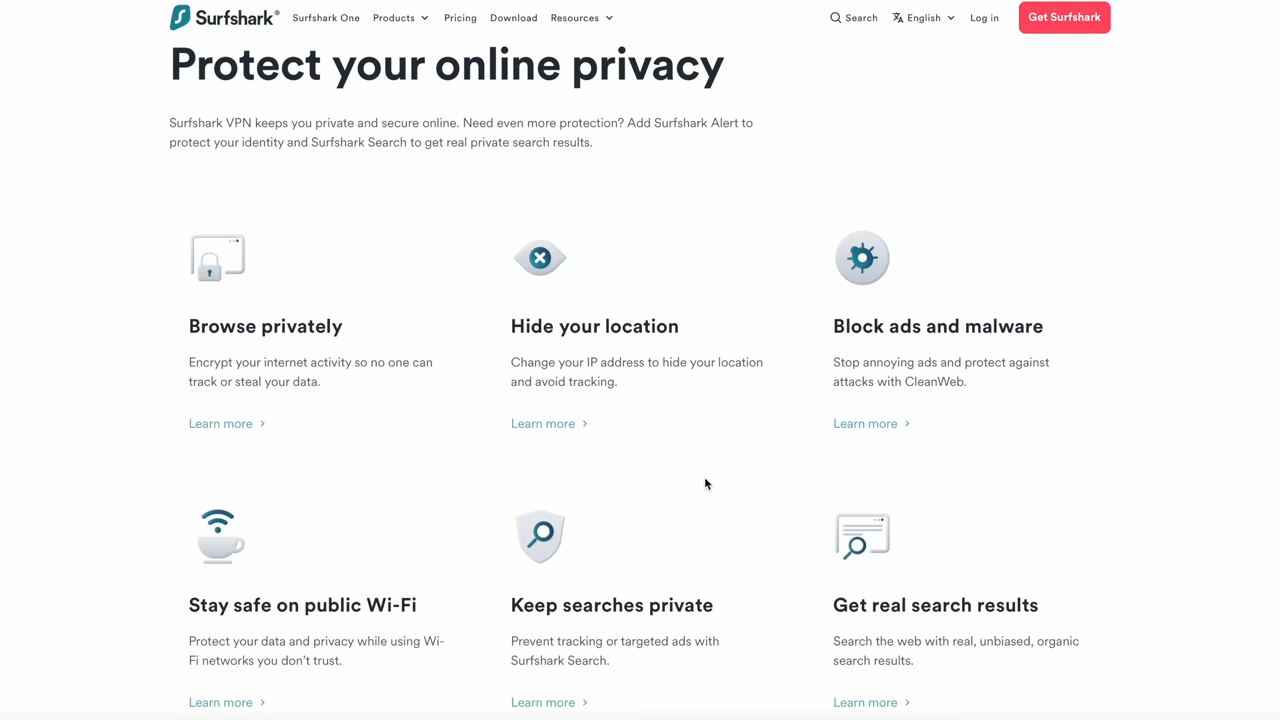 Surfshark® Surfshark One Products Pricing Download Resources Search English Log in Get Surfshark
Protect your online privacy
Surfshark VPN keeps you private and secure online. Need even more protection? Add Surfshark Alert to
protect your identity and Surfshark Search to get real private search results.
Browse privately
Encrypt your internet activity so no one can
track or steal your data.
Learn more
Hide your location
Change your IP address to hide your location
and avoid tracking.
Learn more
Block ads and malware
Stop annoying ads and protect against
attacks with CleanWeb.
Learn more
Stay safe on public Wi-Fi
Protect your data and privacy while using Wi-
Fi networks you don’t trust.
Learn more
Keep searches private
Prevent tracking or targeted ads with
Surfshark Search.
Learn more
Get real search results
Search the web with real, unbiased, organic
search results.
Learn more